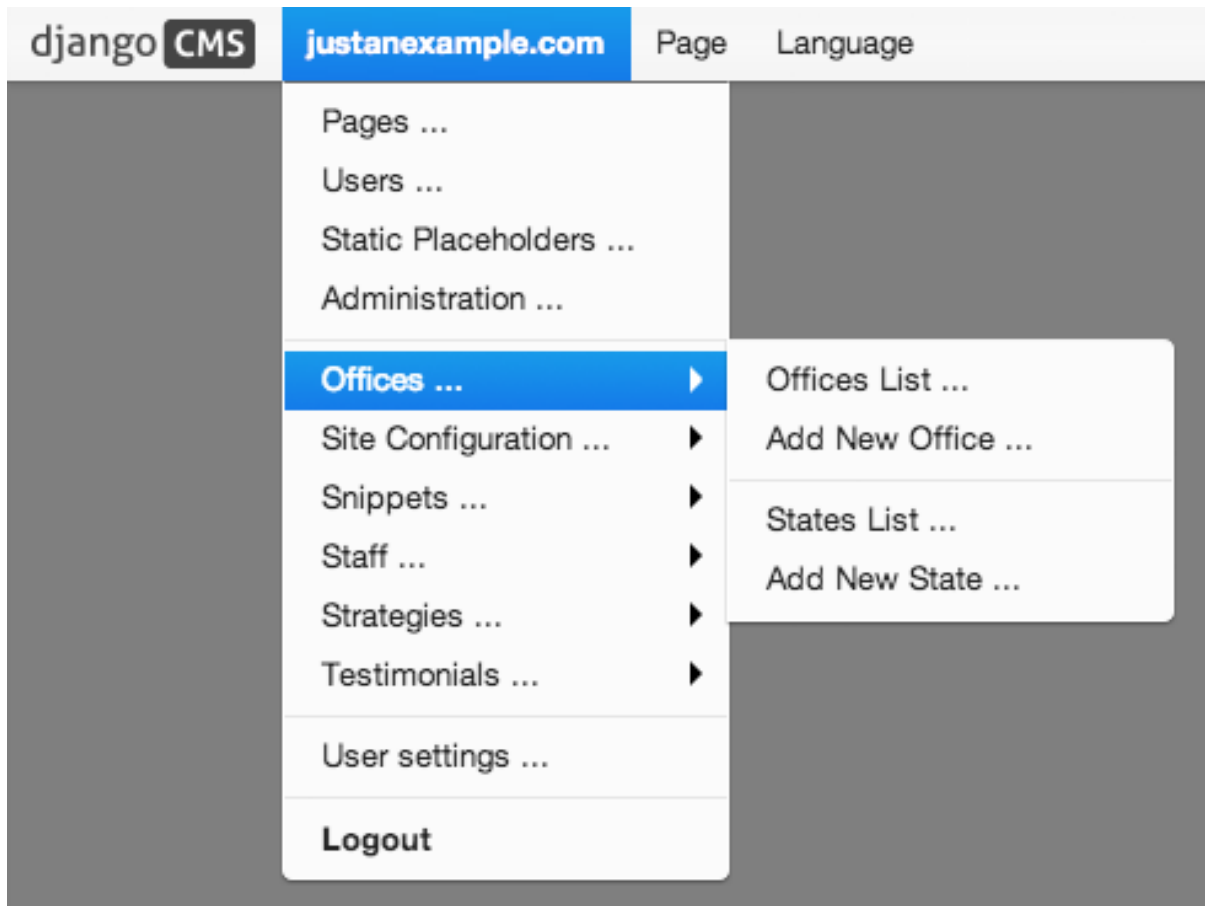 django CMS justanexample.com Page Language
Pages ...
Users ...
Static Placeholders ...
Administration ...
Offices ...
Site Configuration ...
Snippets ...
Staff ...
Strategies ...
Testimonials ...
User settings ...
Logout
Offices List ...
Add New Office ...
States List ...
Add New State ...